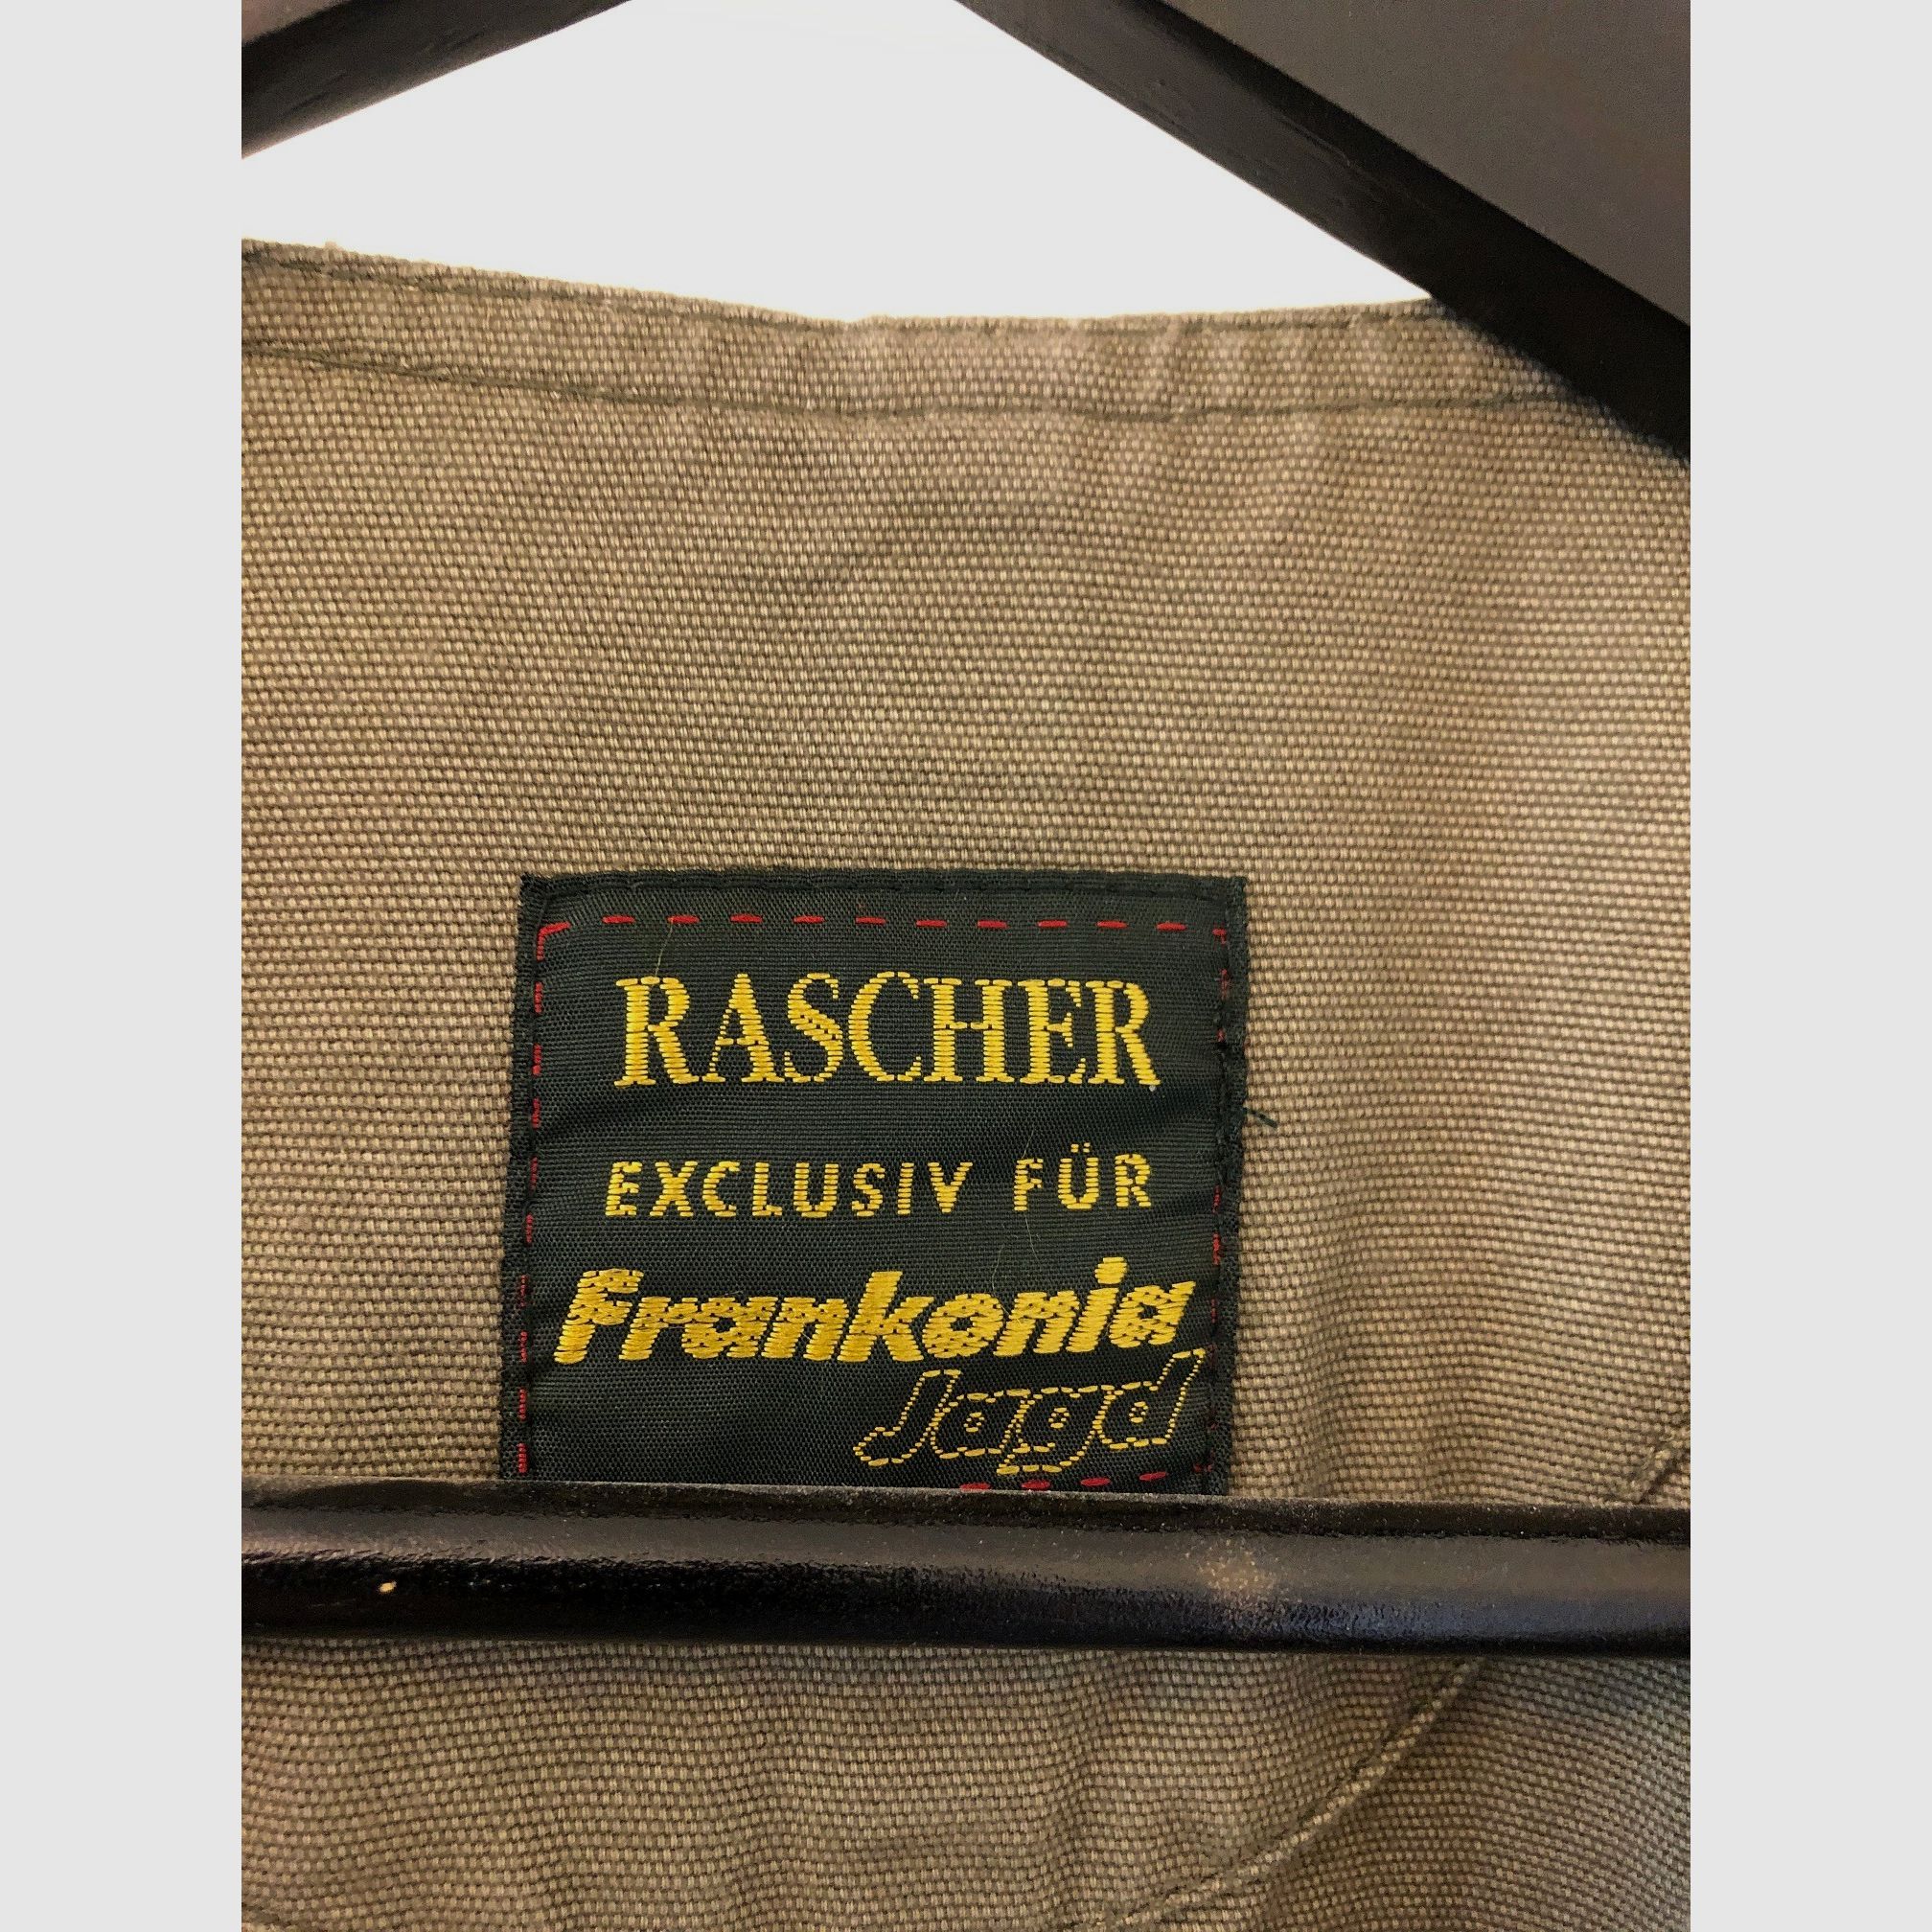 RASCHER
EXCLUSIV FÜR
Frankonia
Jagd